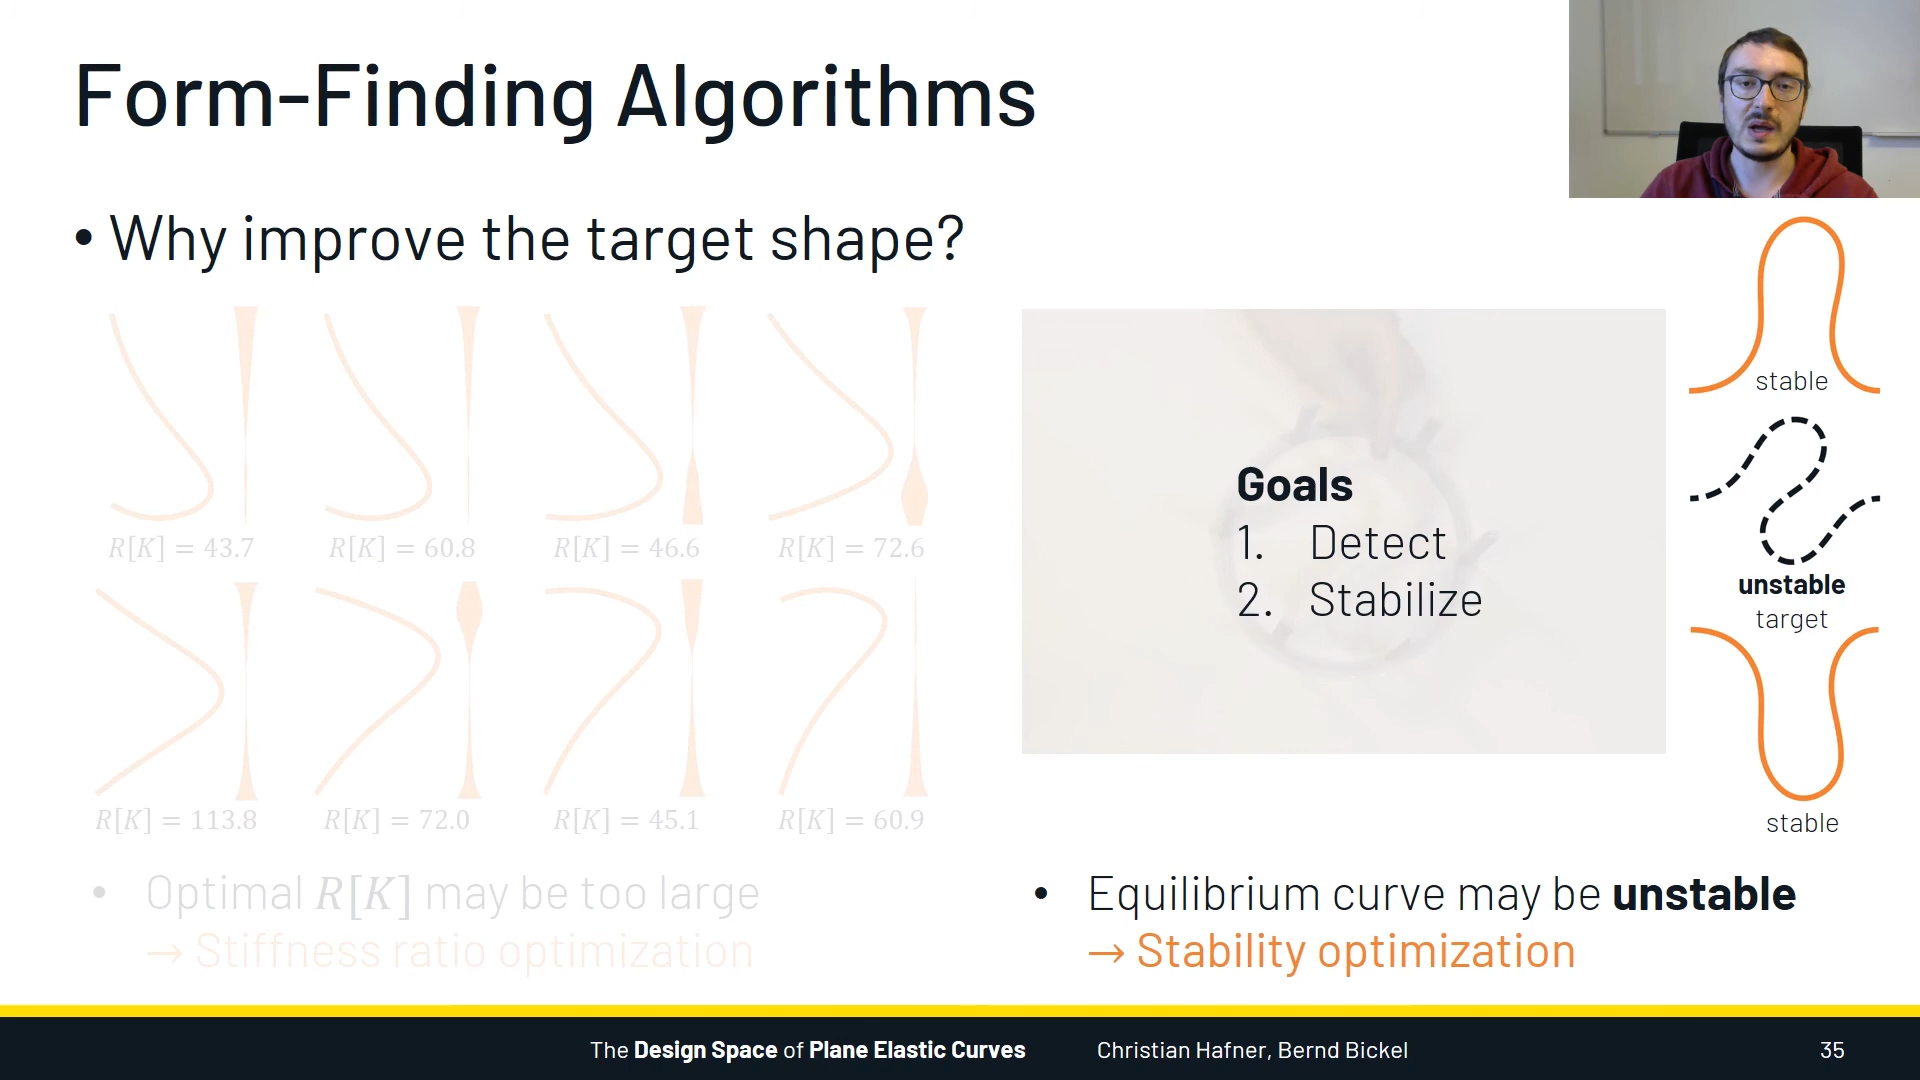 Form-Finding Algorithms
• Why improve the target shape?
R[K] = 43.7
R[K] = 60.8
R[K] = 46.6
R[K] = 72.6
R[K] = 113.8
R[K] = 72.0
R[K] = 45.1
R[K] = 60.9
• Optimal R[K] may be too large
→ Stiffness ratio optimization
Goals
1. Detect
2. Stabilize
stable
unstable
target
stable
• Equilibrium curve may be unstable
→ Stability optimization
The Design Space of Plane Elastic Curves
Christian Hafner, Bernd Bickel
35